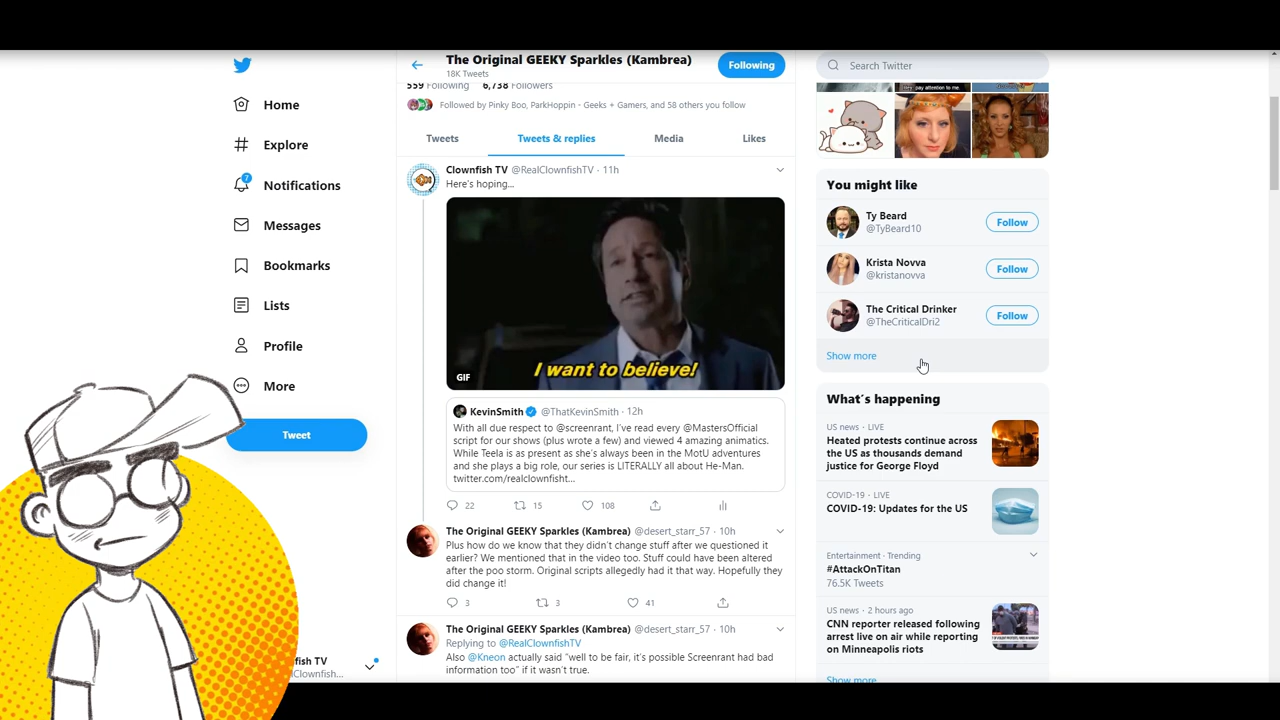 The Original GEEKY Sparkles (Kambrea)
18K Tweets
Following
Search Twitter
559 Following 6,738 Followers
Followed by Pinky Boo, ParkHoppin - Geeks + Gamers, and 58 others you follow
Tweets
Tweets & replies
Media
Likes
Home
Explore
7
Notifications
Messages
Bookmarks
Lists
Profile
More
Tweet
fish TV
lClownfish...
Clownfish TV @RealClownfishTV · 11h
Here's hoping...
I want to believe!
GIF
KevinSmith @ThatKevinSmith · 12h
With all due respect to @screenrant, I've read every @MastersOfficial
script for our shows (plus wrote a few) and viewed 4 amazing animatics.
While Teela is as present as she's always been in the MotU adventures
and she plays a big role, our series is LITERALLY all about He-Man.
twitter.com/realclownfisht...
22
15
108
The Original GEEKY Sparkles (Kambrea) @desert_starr_57 · 10h
Plus how do we know that they didn't change stuff after we questioned it
earlier? We mentioned that in the video too. Stuff could have been altered
after the poo storm. Original scripts allegedly had it that way. Hopefully they
did change it!
3
3
41
The Original GEEKY Sparkles (Kambrea) @desert_starr_57 · 10h
Replying to @RealClownfishTV
Also @Kneon actually said "well to be fair, it's possible Screenrant had bad
information too" if it wasn't true.
pay attention to me.
You might like
Ty Beard
@TyBeard10
Follow
Krista Novva
@kristanovva
Follow
The Critical Drinker
@TheCriticalDri2
Follow
Show more
What's happening
US news · LIVE
Heated protests continue across
the US as thousands demand
justice for George Floyd
COVID-19 · LIVE
COVID-19: Updates for the US
Entertainment · Trending
#AttackOnTitan
76.5K Tweets
US news · 2 hours ago
CNN reporter released following
arrest live on air while reporting
on Minneapolis riots
Show more